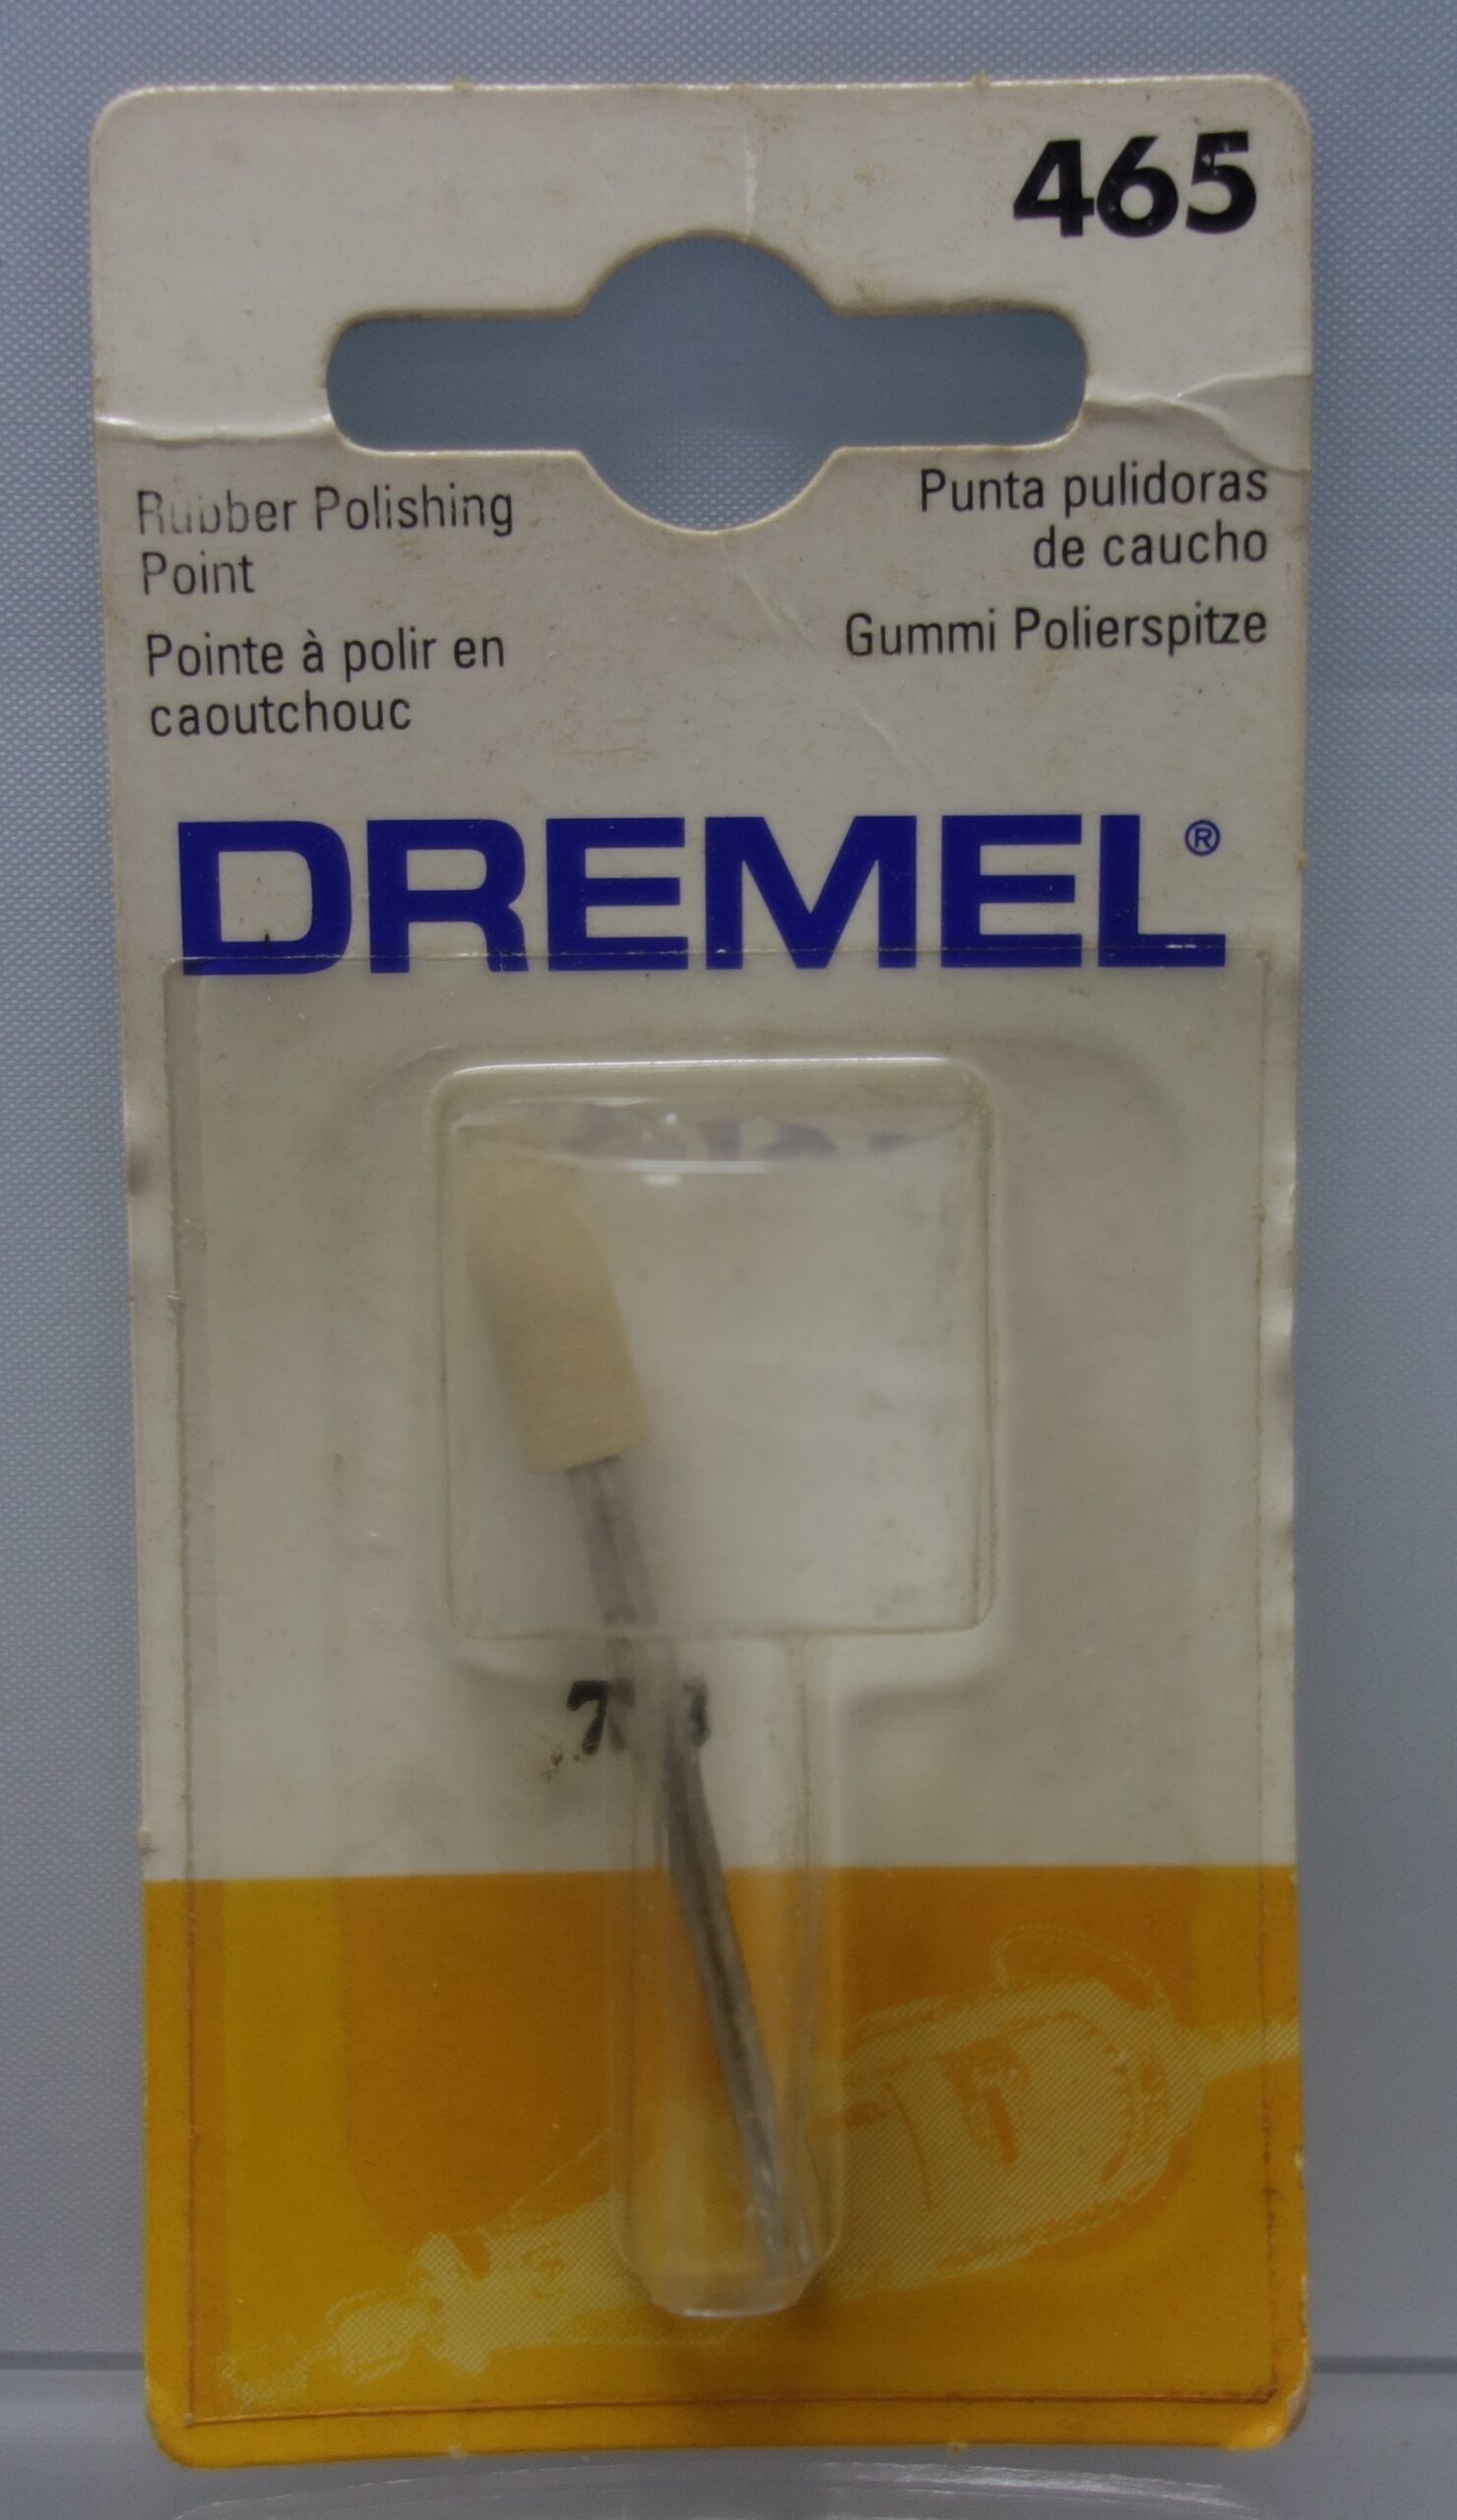 465
Rubber Polishing
Point
Pointe à polir en
caoutchouc
Punta pulidoras
de caucho
Gummi Polierspitze
DREMEL®